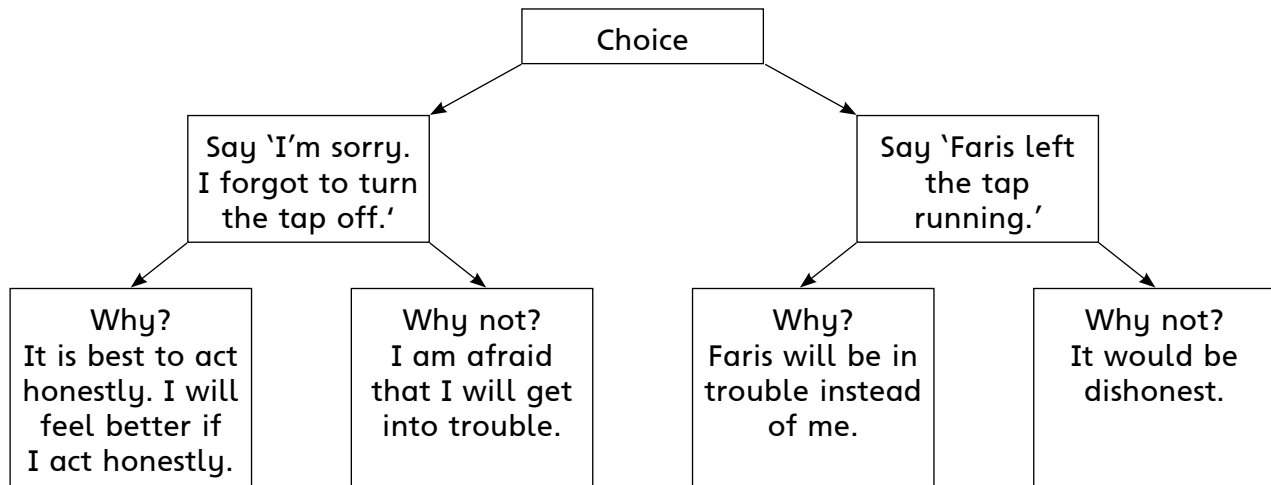 Choice
Say ‘I’m sorry.
I forgot to turn
the tap off.‘
Say ‘Faris left
the tap
running.’
Why?
It is best to act
honestly. I will
feel better if
I act honestly.
Why not?
I am afraid
that I will get
into trouble.
Why?
Faris will be in
trouble instead
of me.
Why not?
It would be
dishonest.